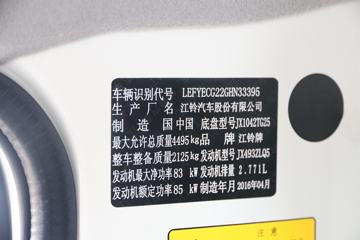 车辆识别代号 LEFYECG22GHN33395
生产厂名 江铃汽车股份有限公司
制造国 中国 底盘型号 JX1042TG25
最大允许总质量 4495 kg 品牌 江铃牌
整车整备质量 2125 kg 发动机型号 JX493ZLQ5
发动机最大净功率 83 kW 发动机排量 2.771L
发动机额定功率 85 kW 制造年月 2016年04月
注意